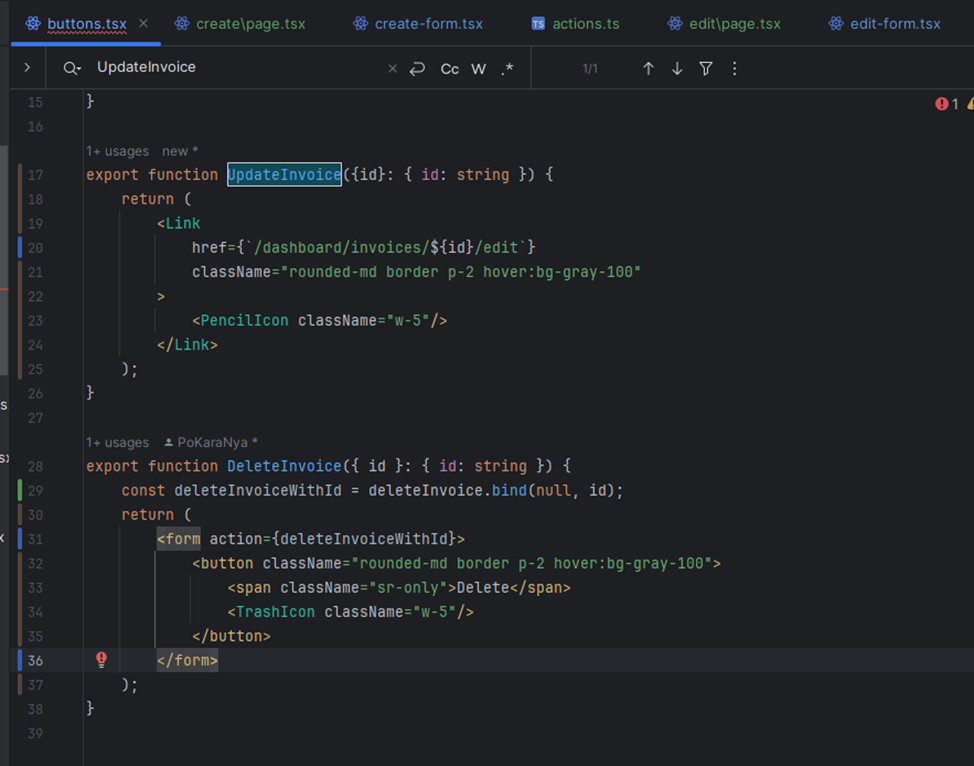 buttons.tsx × create\page.tsx create-form.tsx TS actions.ts edit\page.tsx edit-form.tsx
UpdateInvoice × Cc W .* 1/1
15 }
1
16
1+ usages new *
17 export function UpdateInvoice({id}: { id: string }) {
18 return (
19 <Link
20 href={`/dashboard/invoices/${id}/edit`}
21 className="rounded-md border p-2 hover:bg-gray-100"
22 >
23 <PencilIcon className="w-5"/>
24 </Link>
25 );
26 }
27
1+ usages PoKaraNya *
28 export function DeleteInvoice({ id }: { id: string }) {
29 const deleteInvoiceWithId = deleteInvoice.bind(null, id);
30 return (
31 <form action={deleteInvoiceWithId}>
32 <button className="rounded-md border p-2 hover:bg-gray-100">
33 <span className="sr-only">Delete</span>
34 <TrashIcon className="w-5"/>
35 </button>
36 </form>
37 );
38 }
39